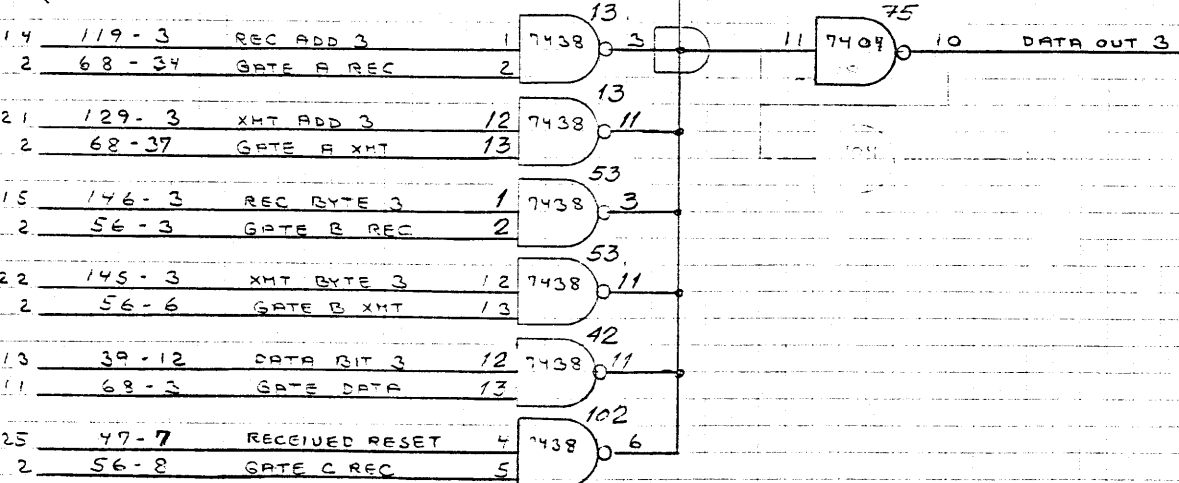 13 75
14 119-3 REC ADD 3 1 7438 3 11 7404 10 DATA OUT 3
2 68-34 GATE A REC 2
13
21 129-3 XMT ADD 3 12 7438 11
2 68-37 GATE A XMT 13
53
15 146-3 REC BYTE 3 1 7438 3
2 56-3 GATE B REC 2
53
22 145-3 XMT BYTE 3 12 7438 11
2 56-6 GATE B XMT 13
42
13 39-12 DATA BIT 3 12 7438 11
11 68-3 GATE DATA 13
102
25 47-7 RECEIVED RESET 4 7438 6
2 56-8 GATE C REC 5